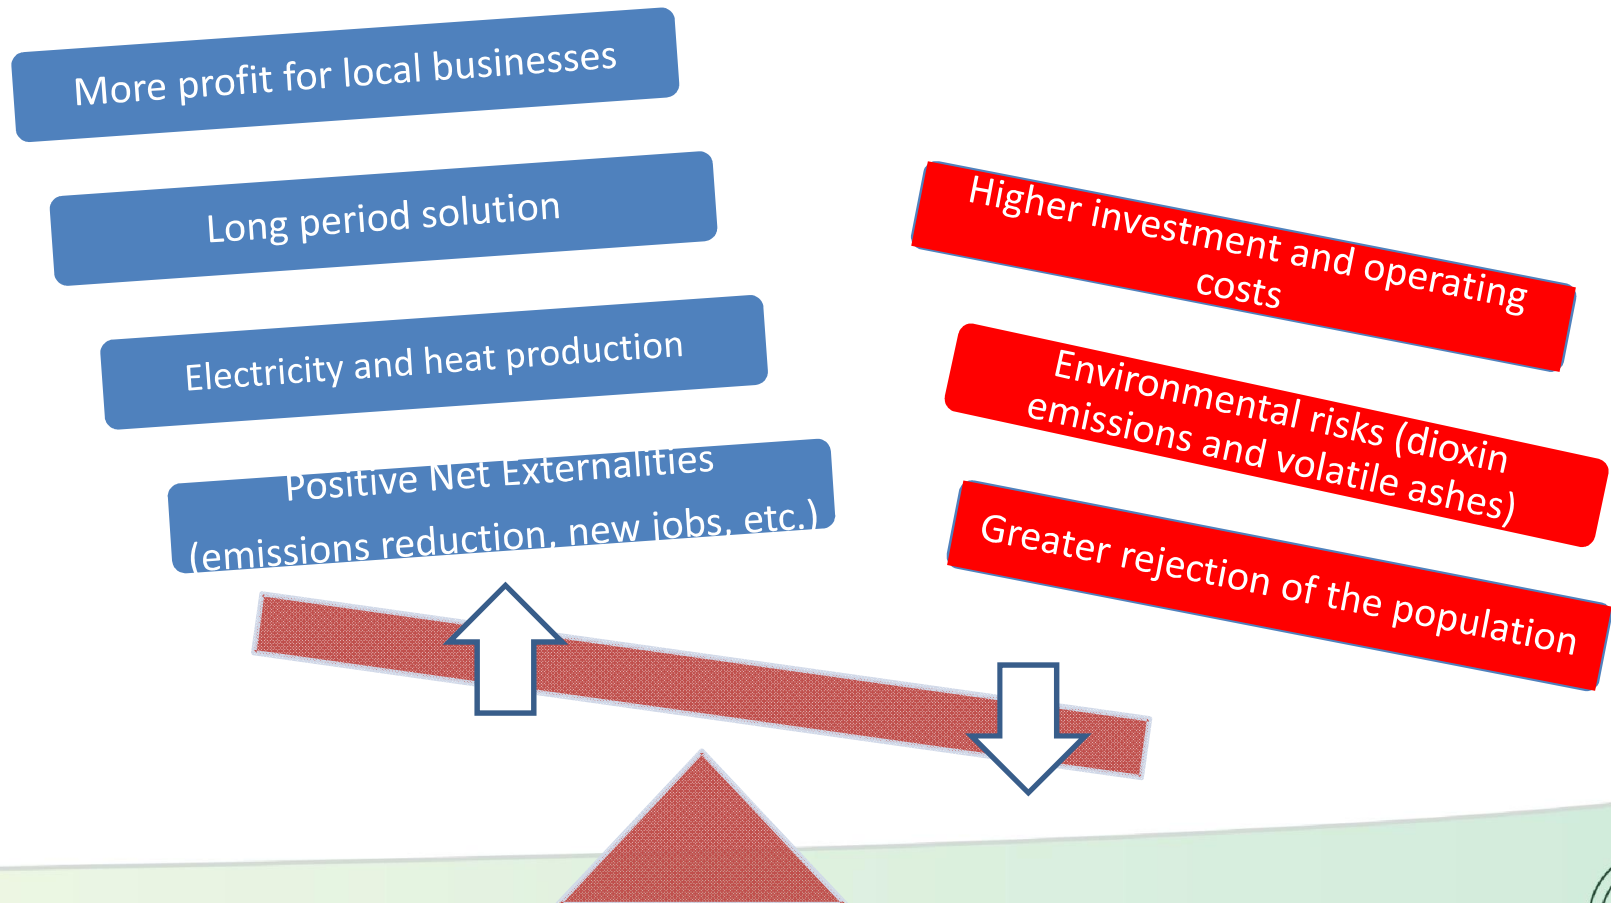 More profit for local businesses
Long period solution
Electricity and heat production
Positive Net Externalities
(emissions reduction, new jobs, etc.)
Higher investment and operating
costs
Environmental risks (dioxin
emissions and volatile ashes)
Greater rejection of the population